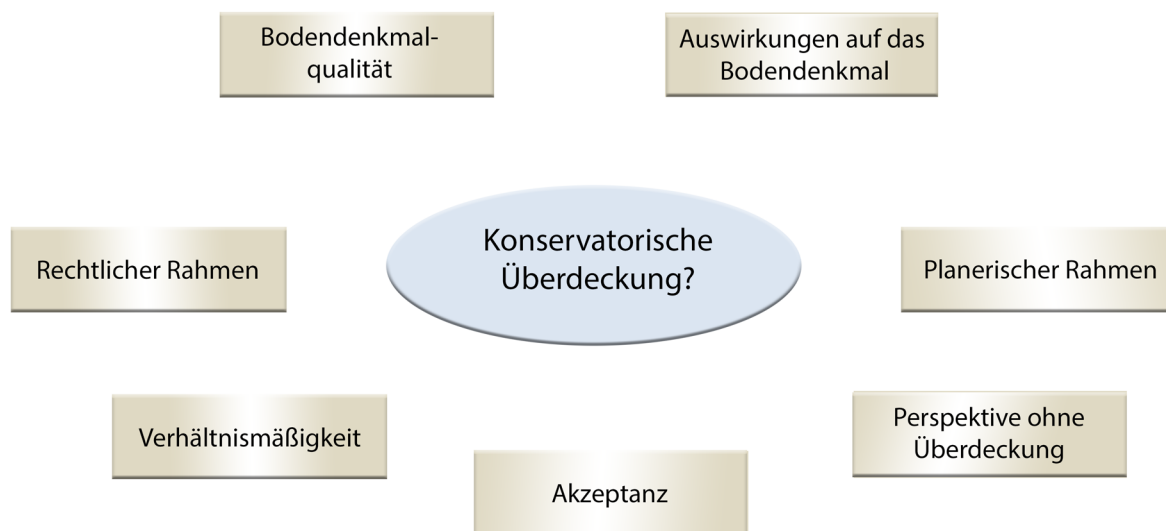 Bodendenkmal-
qualität
Auswirkungen auf das
Bodendenkmal
Konservatorische
Überdeckung?
Rechtlicher Rahmen
Planerischer Rahmen
Verhältnismäßigkeit
Perspektive ohne
Überdeckung
Akzeptanz